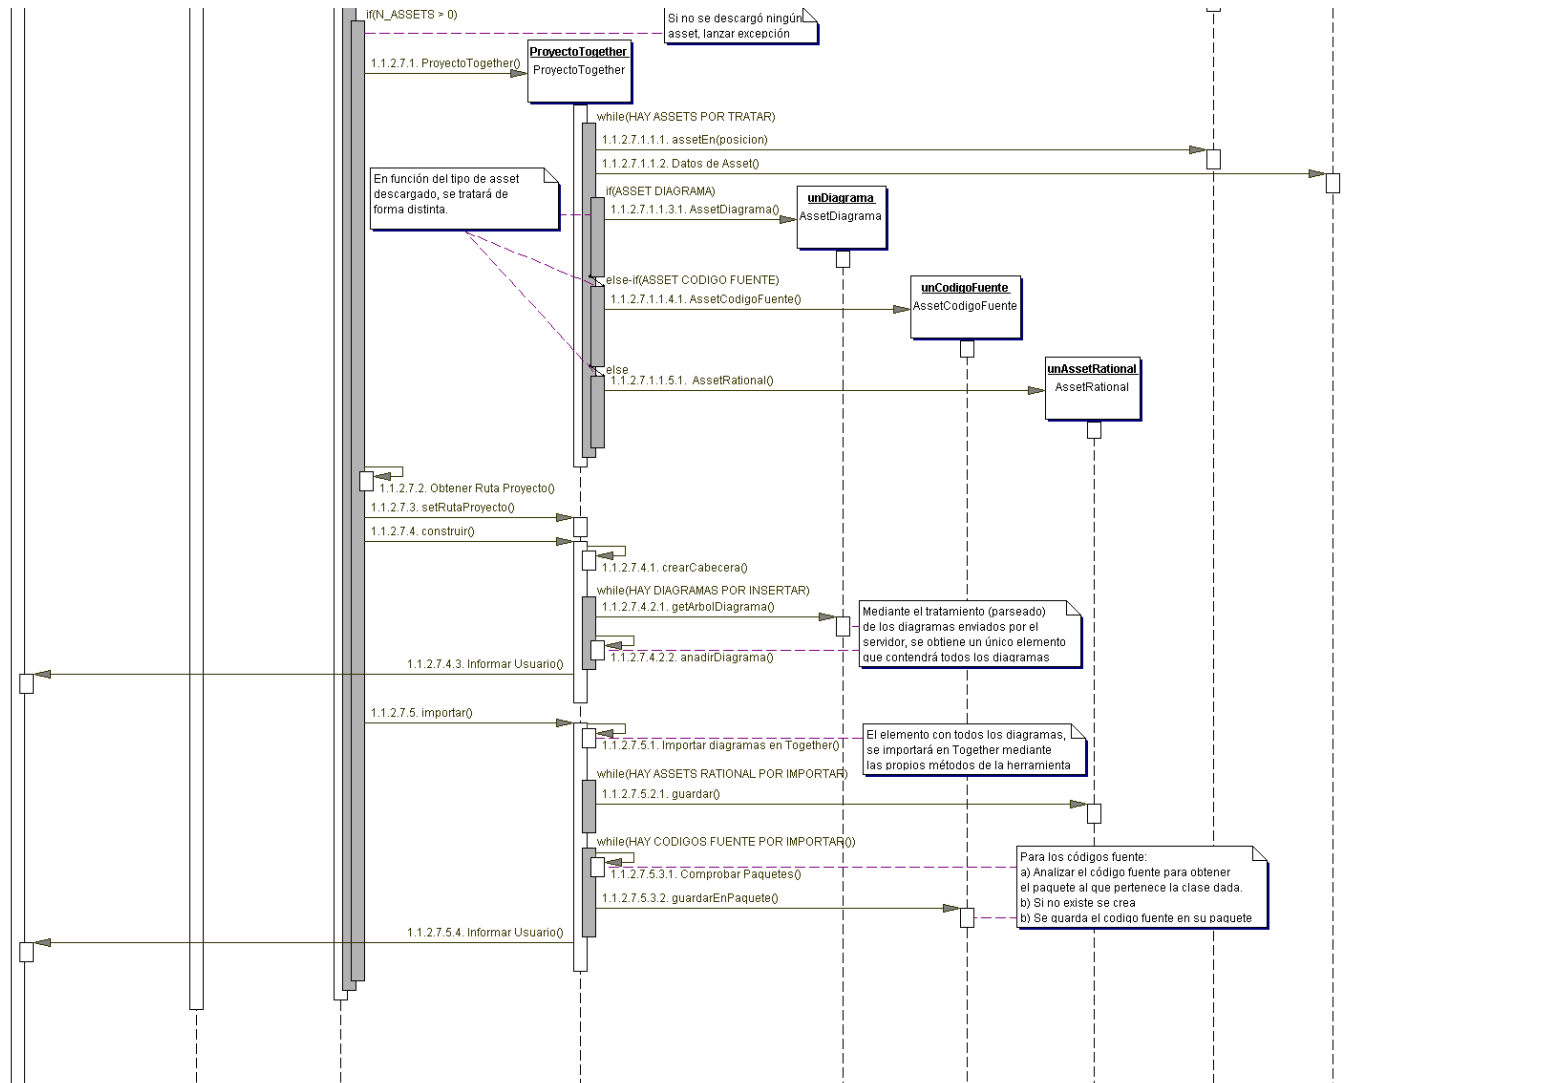 if(N_ASSETS > 0)
Si no se descargó ningún
asset, lanzar excepción
ProyectoTogether
ProyectoTogether
1.1.2.7.1. ProyectoTogether()
while(HAY ASSETS POR TRATAR)
1.1.2.7.1.1.1. assetEn(posicion)
1.1.2.7.1.1.2. Datos de Asset()
En función del tipo de asset
descargado, se tratará de
forma distinta.
if(ASSET DIAGRAMA)
1.1.2.7.1.1.3.1. AssetDiagrama()
unDiagrama
AssetDiagrama
else-if(ASSET CODIGO FUENTE)
1.1.2.7.1.1.4.1. AssetCodigoFuente()
unCodigoFuente
AssetCodigoFuente
else
1.1.2.7.1.1.5.1. AssetRational()
unAssetRational
AssetRational
1.1.2.7.2. Obtener Ruta Proyecto()
1.1.2.7.3. setRutaProyecto()
1.1.2.7.4. construir()
1.1.2.7.4.1. crearCabecera()
while(HAY DIAGRAMAS POR INSERTAR)
1.1.2.7.4.2.1. getArbolDiagrama()
Mediante el tratamiento (parseado)
de los diagramas enviados por el
servidor, se obtiene un único elemento
que contendrá todos los diagramas
1.1.2.7.4.2.2. anadirDiagrama()
1.1.2.7.4.3. Informar Usuario()
1.1.2.7.5. importar()
1.1.2.7.5.1. Importar diagramas en Together()
El elemento con todos los diagramas,
se importará en Together mediante
las propios métodos de la herramienta
while(HAY ASSETS RATIONAL POR IMPORTAR)
1.1.2.7.5.2.1. guardar()
while(HAY CODIGOS FUENTE POR IMPORTAR())
1.1.2.7.5.3.1. Comprobar Paquetes()
Para los códigos fuente:
a) Analizar el código fuente para obtener
el paquete al que pertenece la clase dada.
b) Si no existe se crea
b) Se guarda el codigo fuente en su paquete
1.1.2.7.5.3.2. guardarEnPaquete()
1.1.2.7.5.4. Informar Usuario()